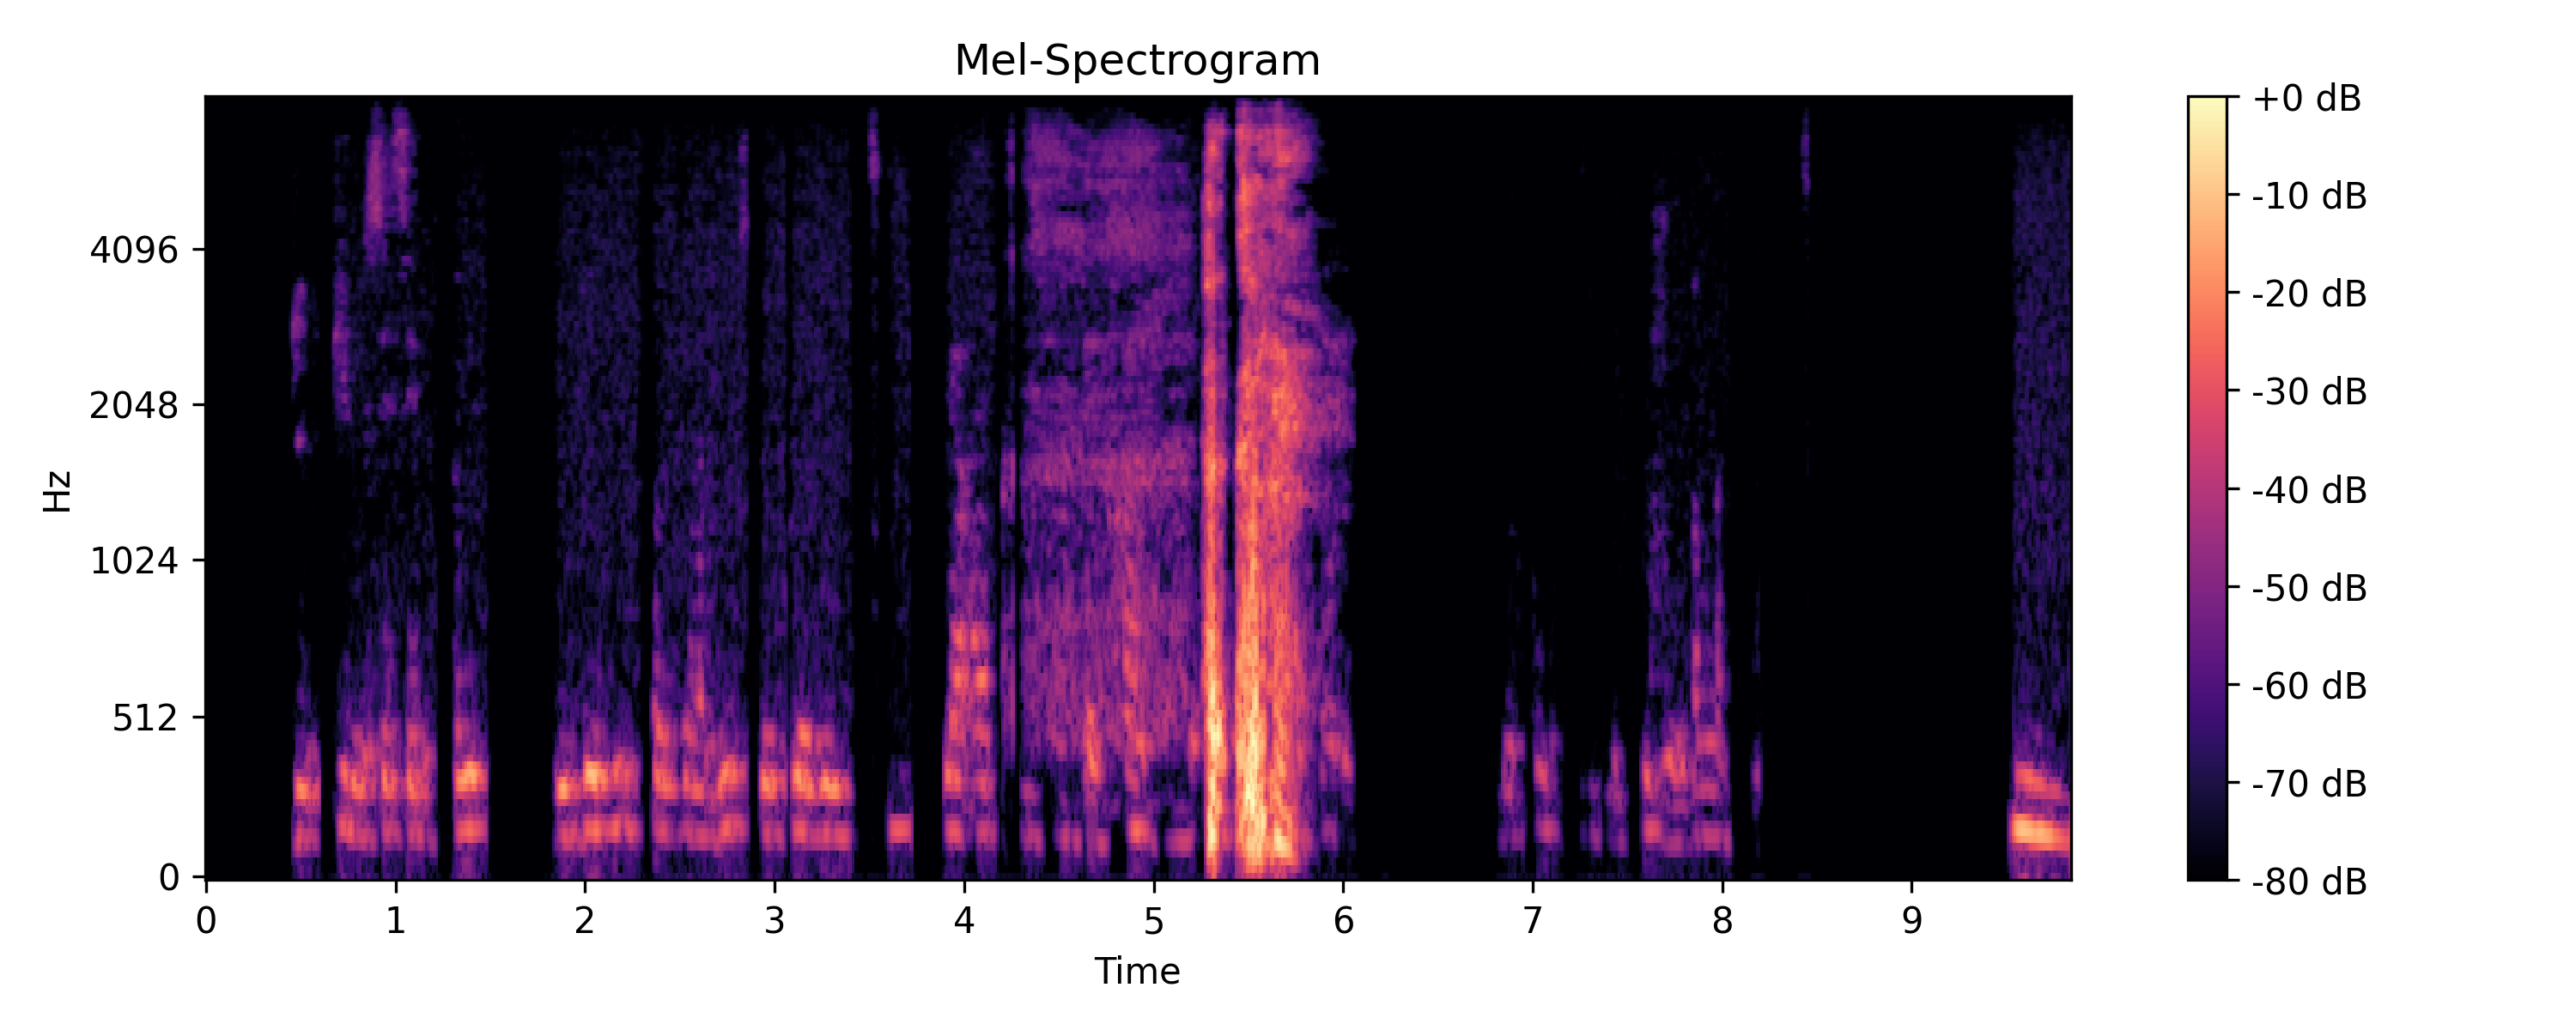 Mel-Spectrogram
+0 dB
-10 dB
-20 dB
-30 dB
-40 dB
-50 dB
-60 dB
-70 dB
-80 dB
4096
2048
1024
512
0
Hz
0 1 2 3 4 5 6 7 8 9
Time